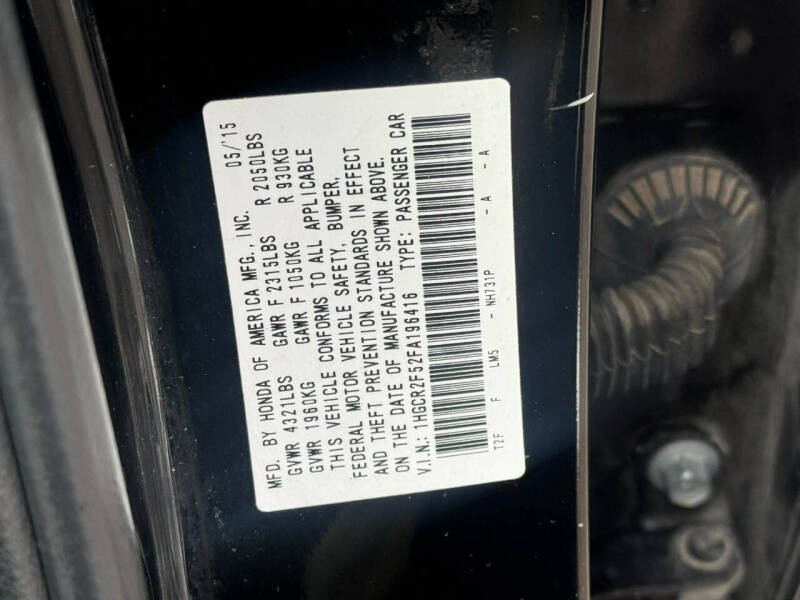 MFD. BY HONDA OF AMERICA MFG., INC. 05/'15
GVWR 4321LBS GAWR F 2315LBS R 2050LBS
GVWR 1960KG GAWR F 1050KG R 930KG
THIS VEHICLE CONFORMS TO ALL APPLICABLE
FEDERAL MOTOR VEHICLE SAFETY, BUMPER,
AND THEFT PREVENTION STANDARDS IN EFFECT
ON THE DATE OF MANUFACTURE SHOWN ABOVE.
V.I.N.: 1HGCR2F52FA196416 TYPE: PASSENGER CAR
T2F F LM5 - NH731P - A - A